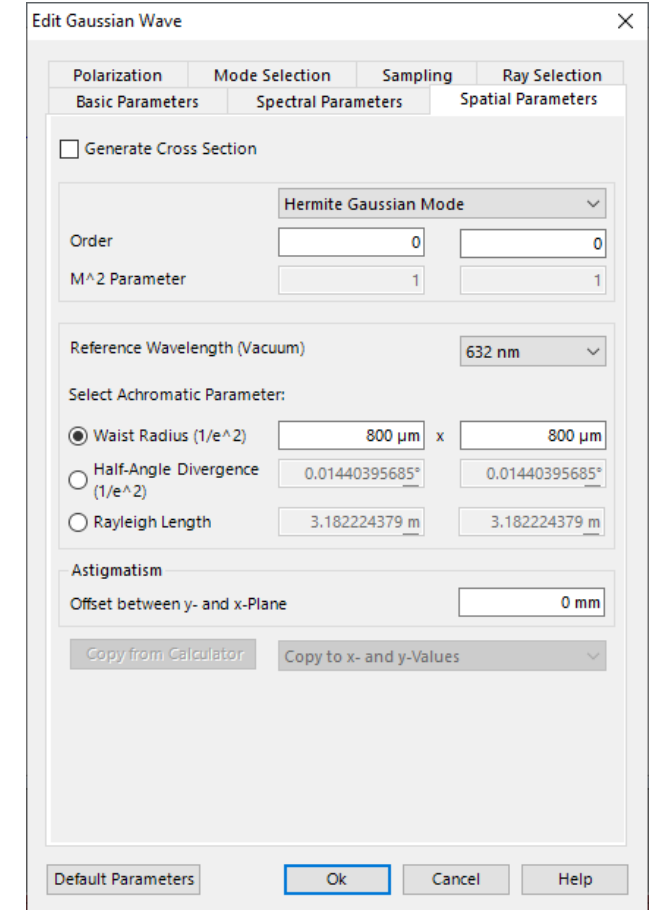 Edit Gaussian Wave
Polarization Mode Selection Sampling Ray Selection
Basic Parameters Spectral Parameters Spatial Parameters
Generate Cross Section
Hermite Gaussian Mode
Order 0 0
M^2 Parameter 1 1
Reference Wavelength (Vacuum) 632 nm
Select Achromatic Parameter:
Waist Radius (1/e^2) 800 µm x 800 µm
Half-Angle Divergence
(1/e^2) 0.01440395685° 0.01440395685°
Rayleigh Length 3.182224379 m 3.182224379 m
Astigmatism
Offset between y- and x-Plane 0 mm
Copy from Calculator Copy to x- and y-Values
Default Parameters Ok Cancel Help